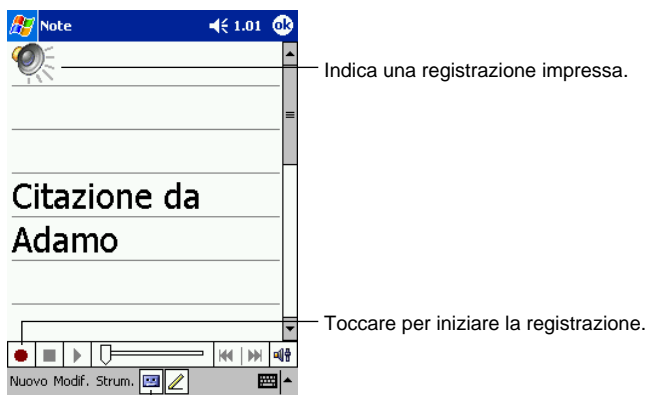 Note 1.01 ok
Indica una registrazione impressa.
Citazione da
Adamo
Toccare per iniziare la registrazione.
Nuovo Modif. Strum.